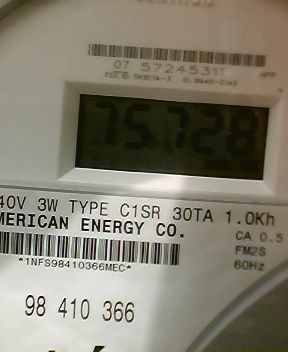 07 57245311
75728
40V 3W TYPE C1SR 30TA 1.0Kh
MERICAN ENERGY CO.
CA 0.5
FM2S
*1NFS98410366MEC*
60Hz
98 410 366